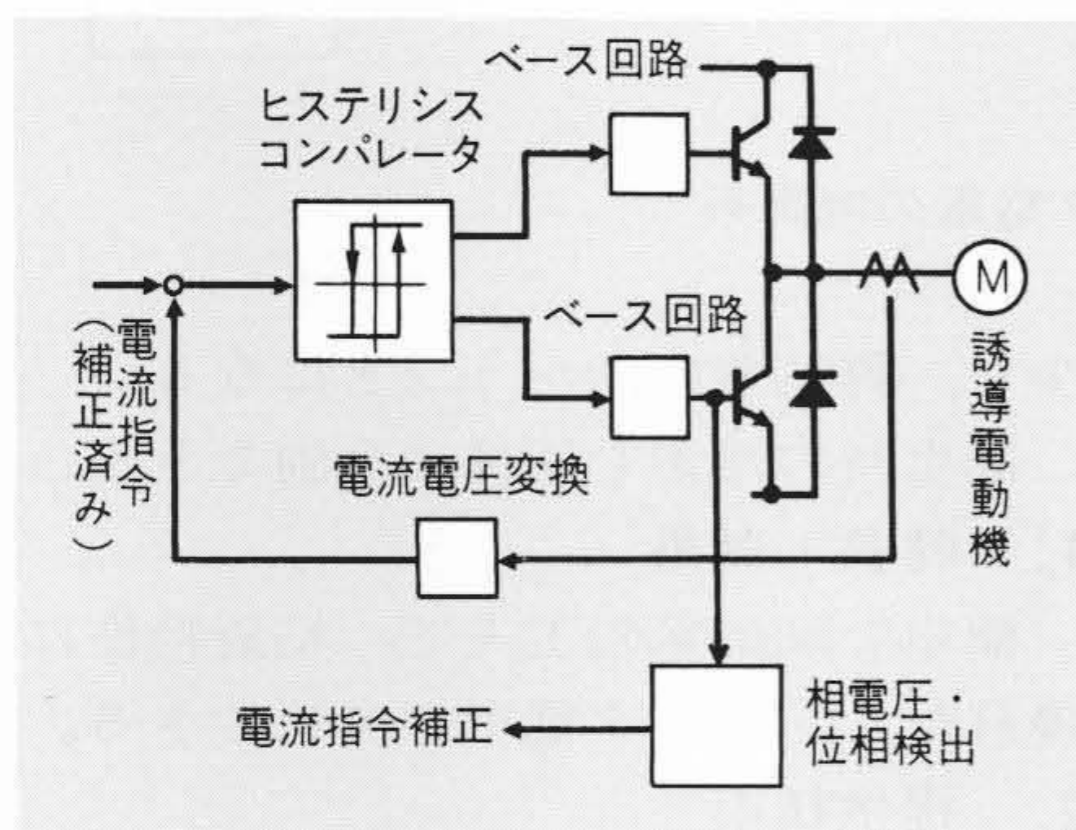 ベース回路
ヒステリシス
コンパレータ
ベース回路
M
誘導電動機
電流指令
（補正済み）
電流電圧変換
相電圧・
位相検出
電流指令補正